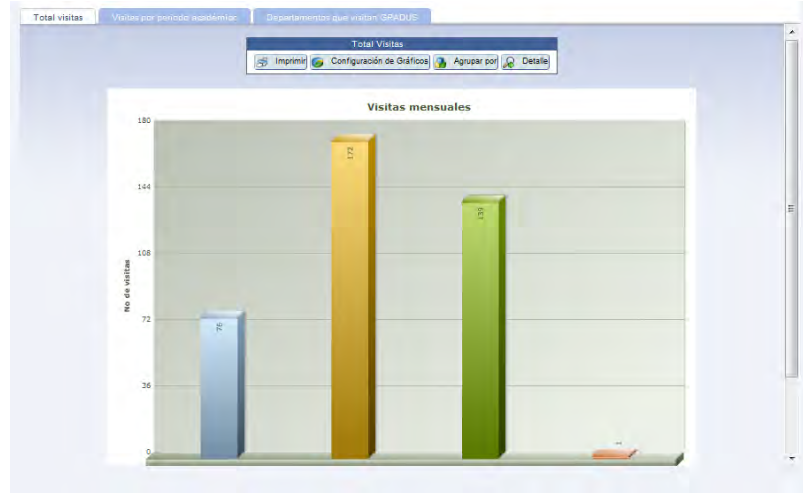 Total visitas
Visitas por periodo académico
Departamentos que visitan GRADUS
Total Visitas
Imprimir
Configuración de Gráficos
Agrupar por
Detalle
Visitas mensuales
No de visitas
180
144
108
72
36
0
76
172
139
1